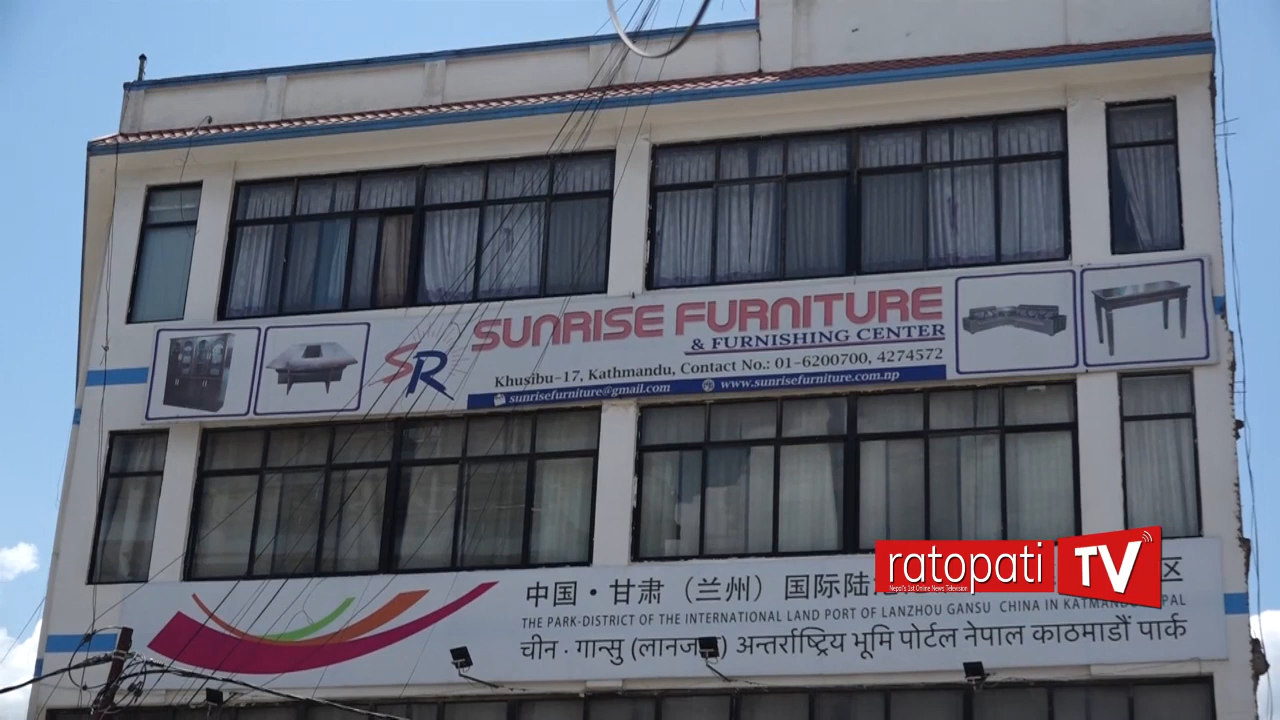 SUNRISE FURNITURE
& FURNISHING CENTER
SR
Khusibu-17, Kathmandu, Contact No.: 01-6200700, 4274572
sunrisefurniture@gmail.com www.sunrisefurniture.com.np
ratopati TV
Nepal's 1st Online News Television
中国·甘肃（兰州）国际陆 区
THE PARK-DISTRICT OF THE INTERNATIONAL LAND PORT OF LANZHOU GANSU CHINA IN
चीन · गान्सु अन्तर्राष्ट्रिय भूमि पोर्टल नेपाल काठमाडौं पार्क